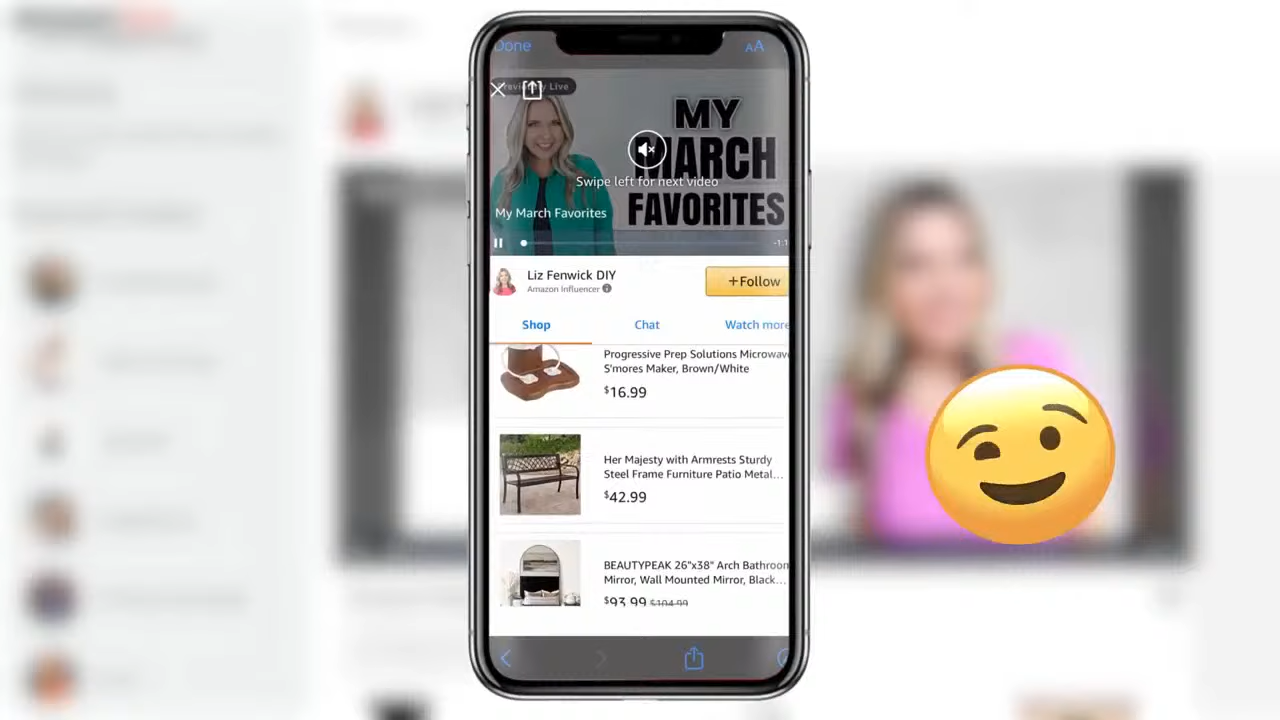 Done
AA
Previously Live
MY
MARCH
FAVORITES
Swipe left for next video
My March Favorites
-1:1
Liz Fenwick DIY
Amazon Influencer
+Follow
Shop
Chat
Watch more
Progressive Prep Solutions Microwave
S'mores Maker, Brown/White
$16.99
Her Majesty with Armrests Sturdy
Steel Frame Furniture Patio Metal...
$42.99
BEAUTYPEAK 26"x38" Arch Bathroom
Mirror, Wall Mounted Mirror, Black...
$93.99 $104.99